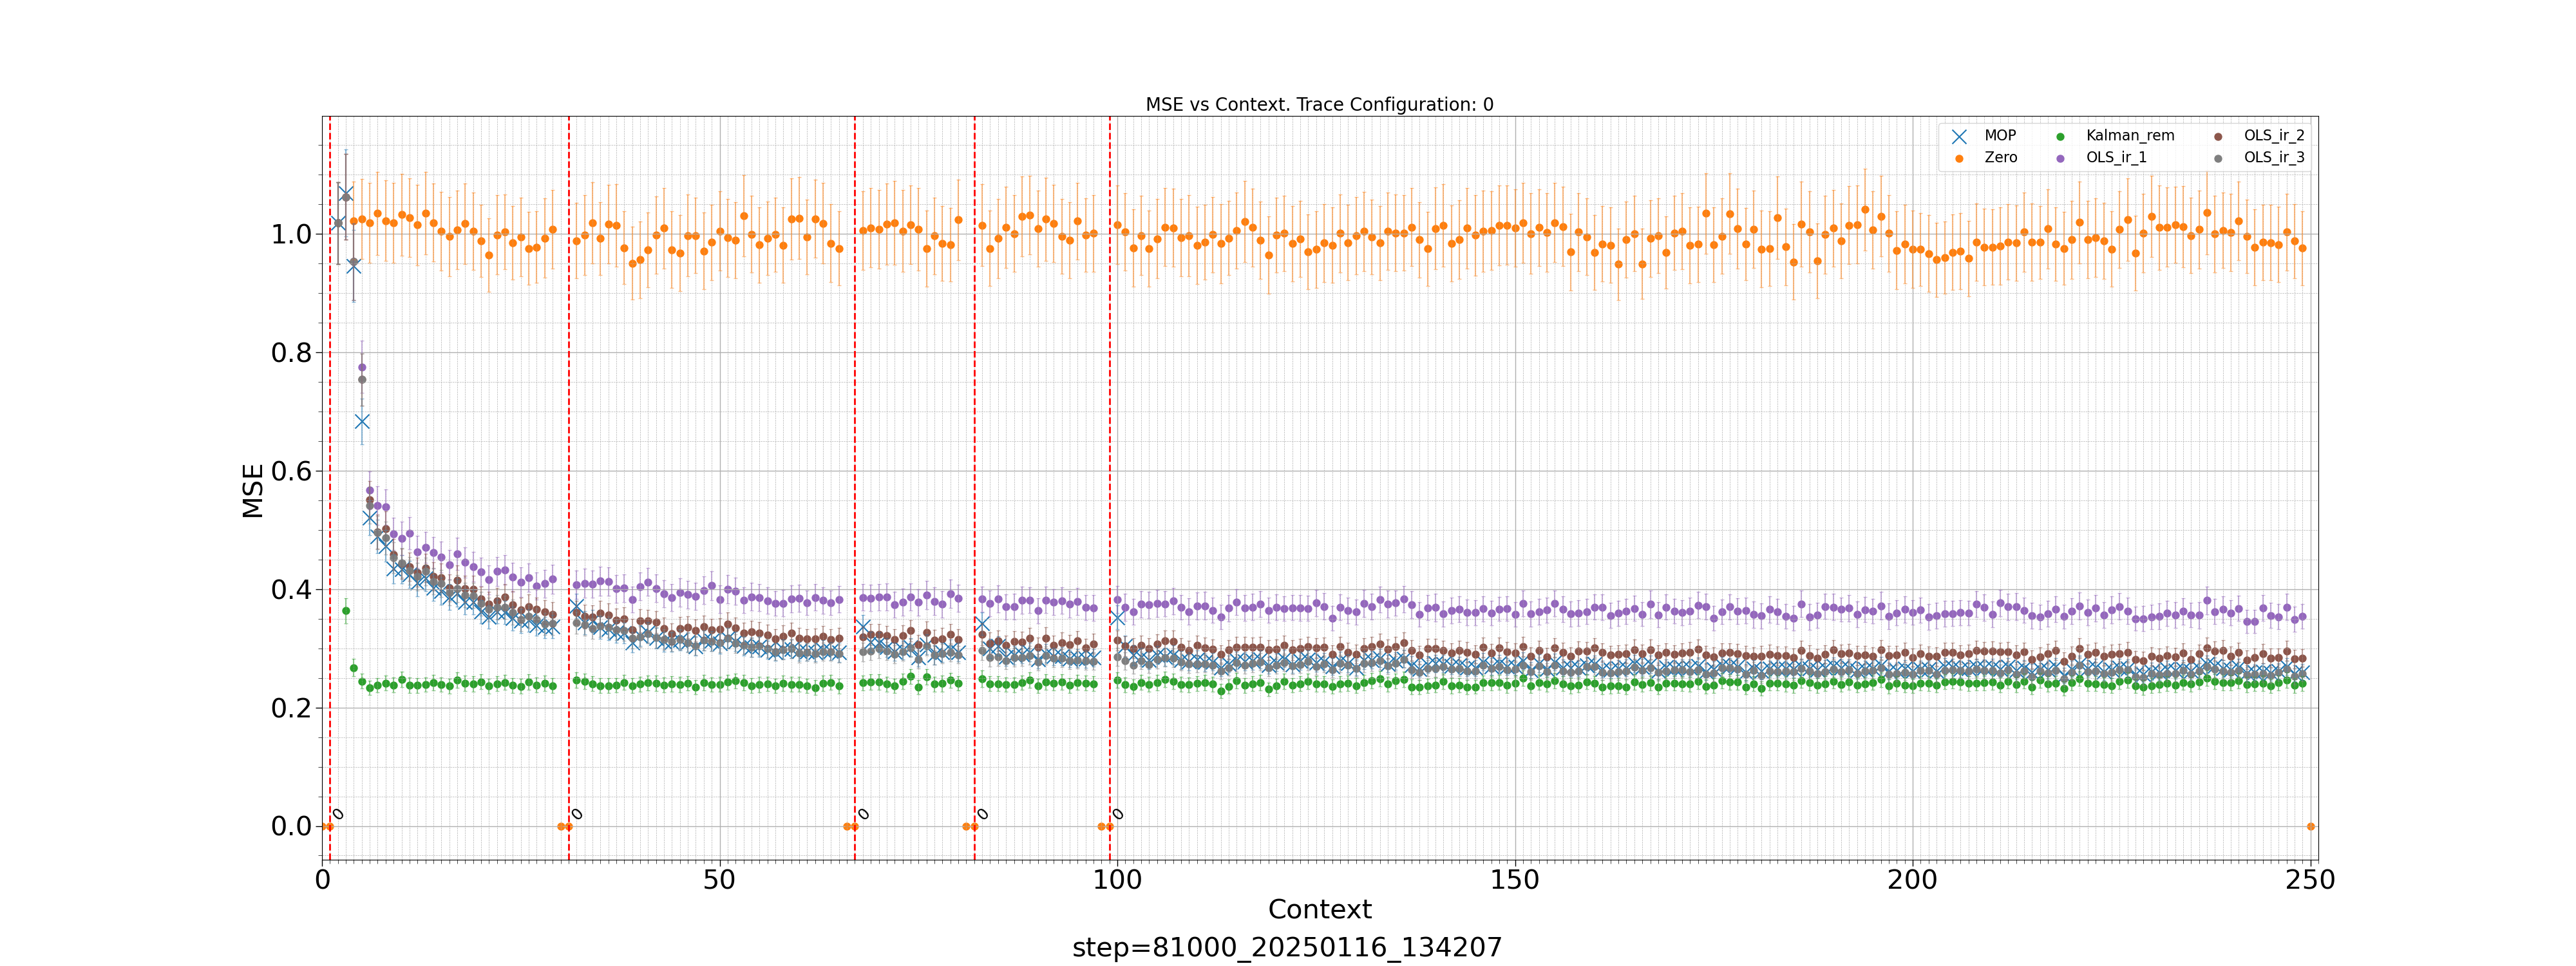 MSE vs Context. Trace Configuration: 0
MOP
Zero
Kalman_rem
OLS_ir_1
OLS_ir_2
OLS_ir_3
MSE
1.0
0.8
0.6
0.4
0.2
0.0
0
0
0
0
0
0
50
100
150
200
250
Context
step=81000_20250116_134207